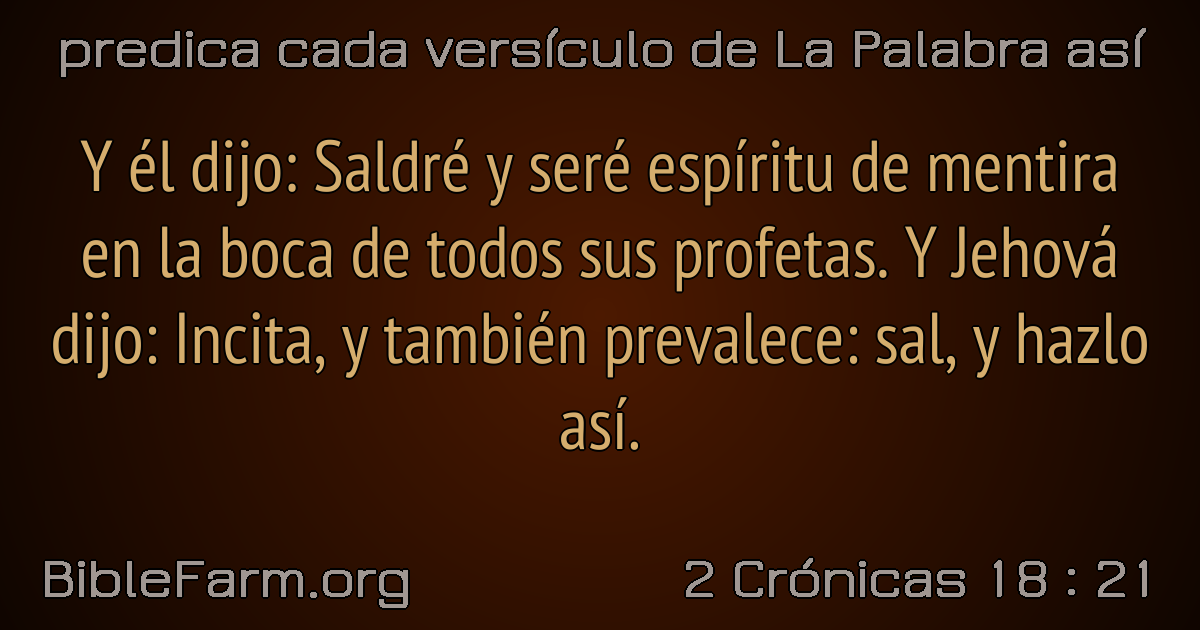 predica cada versículo de La Palabra así
Y él dijo: Saldré y seré espíritu de mentira
en la boca de todos sus profetas. Y Jehová
dijo: Incita, y también prevalece: sal, y hazlo
así.
BibleFarm.org
2 Crónicas 18 : 21